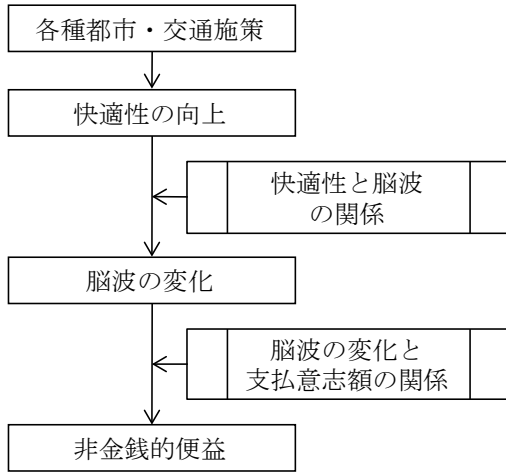 各種都市・交通施策
快適性の向上
快適性と脳波
の関係
脳波の変化
脳波の変化と
支払意志額の関係
非金銭的便益